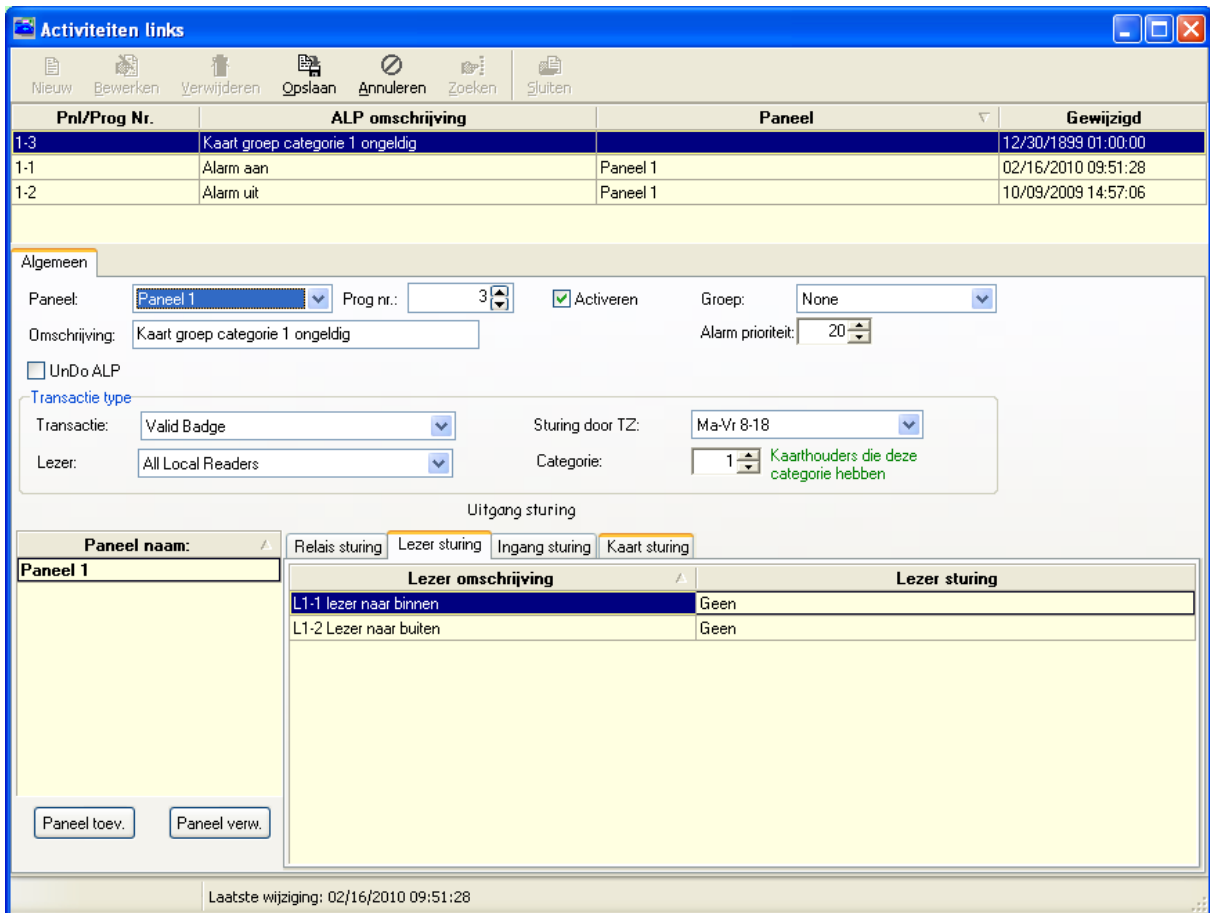 Activiteiten links
Nieuw Bewerken Verwijderen Opslaan Annuleren Zoeken Sluiten
Pnl/Prog Nr. ALP omschrijving Paneel Gewijzigd
1-3 Kaart groep categorie 1 ongeldig 12/30/1899 01:00:00
1-1 Alarm aan Paneel 1 02/16/2010 09:51:28
1-2 Alarm uit Paneel 1 10/09/2009 14:57:06
Algemeen
Paneel: Paneel 1 Prog nr.: 3 Activeren Groep: None
Omschrijving: Kaart groep categorie 1 ongeldig Alarm prioriteit: 20
UnDo ALP
Transactie type
Transactie: Valid Badge Sturing door TZ: Ma-Vr 8-18
Lezer: All Local Readers Categorie: 1 Kaarthouders die deze
categorie hebben
Uitgang sturing
Paneel naam: Relais sturing Lezer sturing Ingang sturing Kaart sturing
Paneel 1 Lezer omschrijving Lezer sturing
L1-1 lezer naar binnen Geen
L1-2 Lezer naar buiten Geen
Paneel toev. Paneel verw.
Laatste wijziging: 02/16/2010 09:51:28